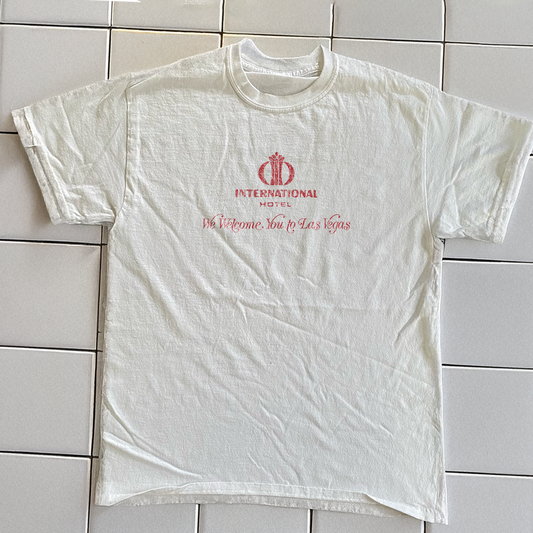 INTERNATIONAL
HOTEL
We Welcome You to Las Vegas